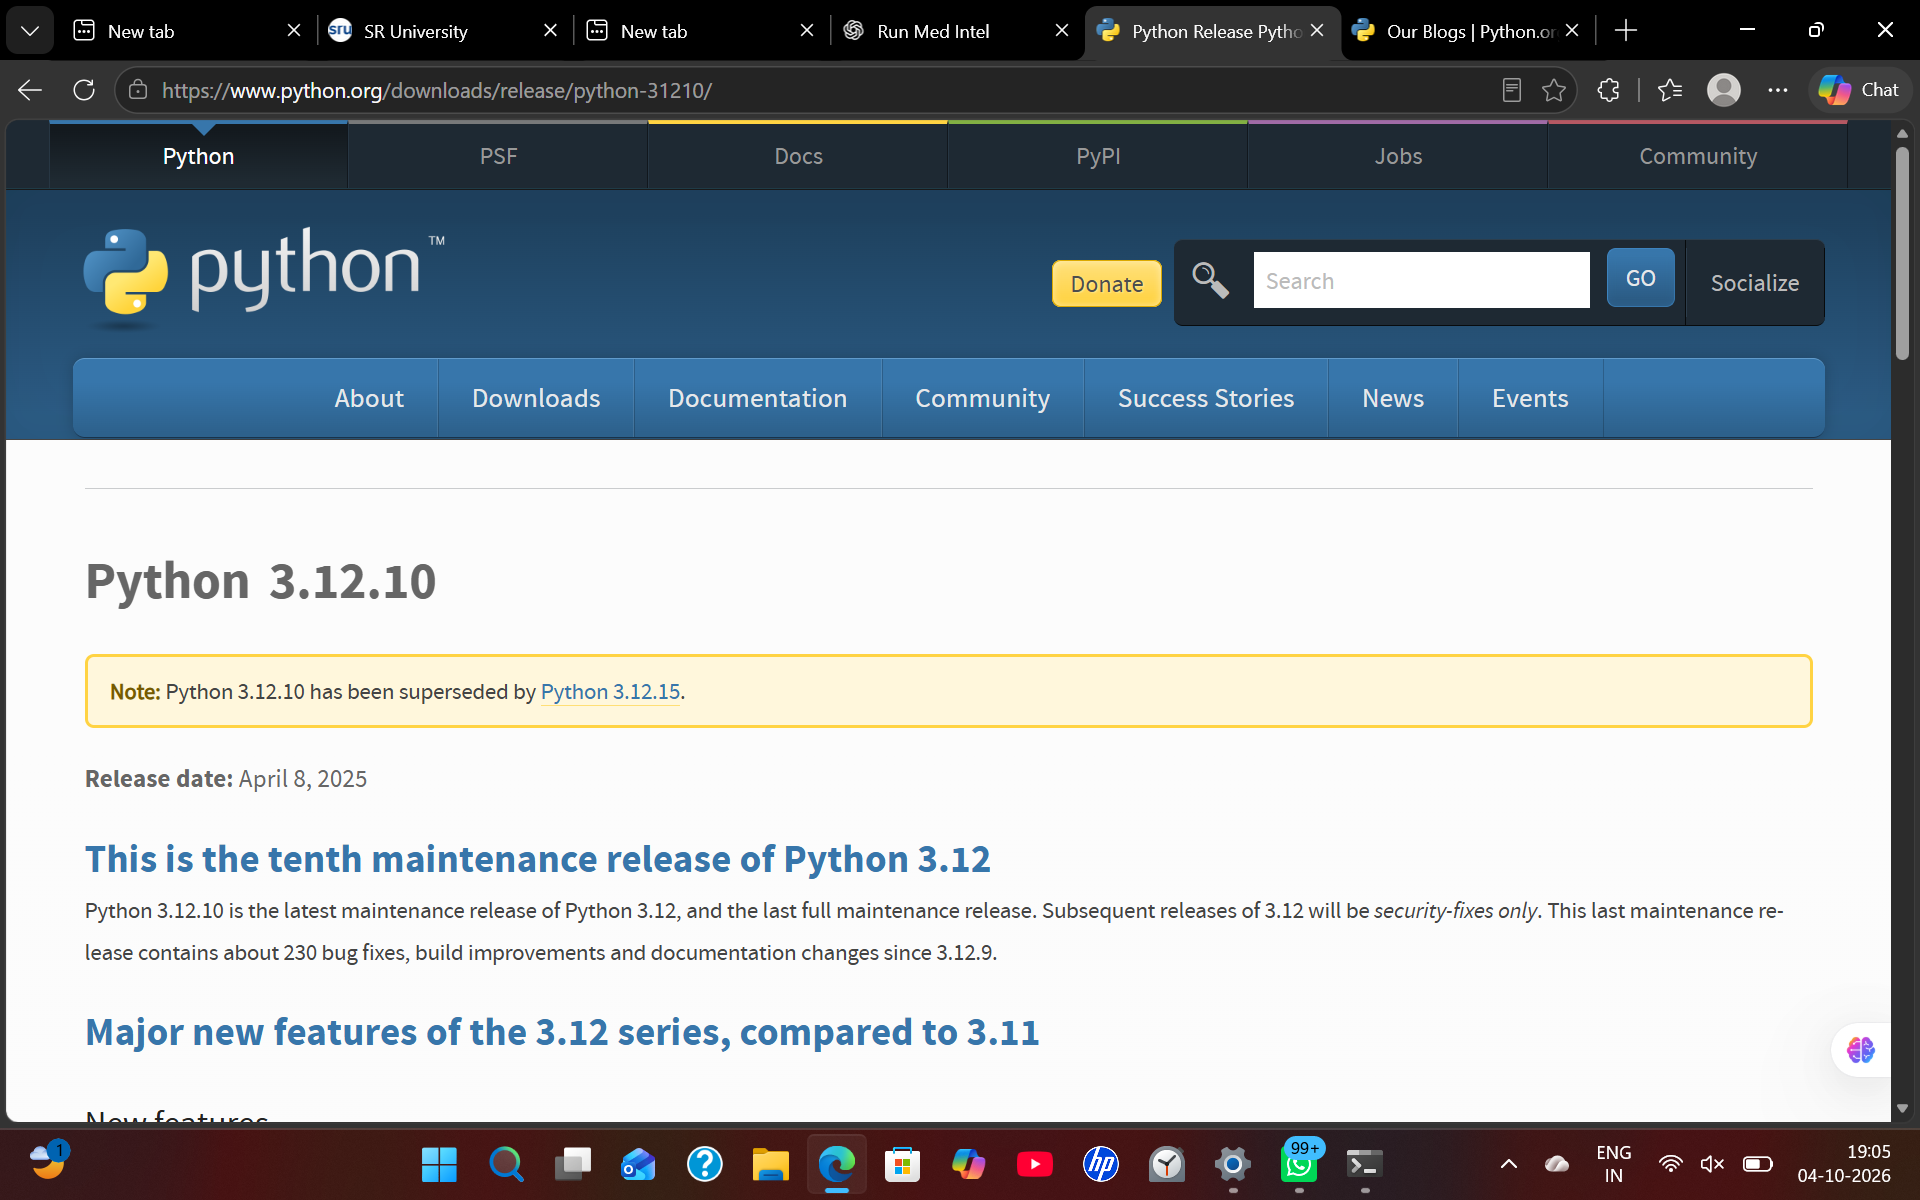 New tab
SR University
New tab
Run Med Intel
Python Release Pytho
Our Blogs | Python.or
https://www.python.org/downloads/release/python-31210/
Chat
Python
PSF
Docs
PyPI
Jobs
Community
python™
Donate
Search
GO
Socialize
About
Downloads
Documentation
Community
Success Stories
News
Events
Python 3.12.10
Note: Python 3.12.10 has been superseded by Python 3.12.15.
Release date: April 8, 2025
This is the tenth maintenance release of Python 3.12
Python 3.12.10 is the latest maintenance release of Python 3.12, and the last full maintenance release. Subsequent releases of 3.12 will be security-fixes only. This last maintenance re-
lease contains about 230 bug fixes, build improvements and documentation changes since 3.12.9.
Major new features of the 3.12 series, compared to 3.11
New features
1
sru
hp
99+
ENG
IN
19:05
04-10-2026